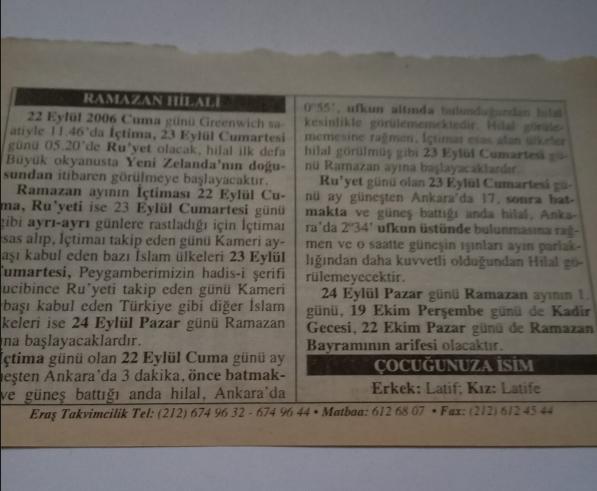 RAMAZAN HİLALİ
22 Eylül 2006 Cuma günü Greenwich sa-
atiyle 11.46'da İçtima, 23 Eylül Cumartesi
günü 05.20'de Ru'yet olacak, hilal ilk defa
Büyük okyanusta Yeni Zelanda'nın doğu-
sundan itibaren görülmeye başlayacaktır.
Ramazan ayının İçtiması 22 Eylül Cu-
ma, Ru'yeti ise 23 Eylül Cumartesi günü
gibi ayrı-ayrı günlere rastladığı için İçtimaı
esas alıp, İçtimaı takip eden günü Kameri ay-
aşı kabul eden bazı İslam ülkeleri 23 Eylül
umartesi, Peygamberimizin hadis-i şerifi
ucibince Ru'yeti takip eden günü Kameri
başı kabul eden Türkiye gibi diğer İslam
keleri ise 24 Eylül Pazar günü Ramazan
ına başlayacaklardır.
çtima günü olan 22 Eylül Cuma günü ay
neşten Ankara'da 3 dakika, önce batmak-
ve güneş battığı anda hilal, Ankara'da
0°55', ufkun altında bulunduğundan hilal
kesinlikle görülememektedir. Hilal görüle-
memesine rağmen, İçtimaı esas alan ülkeler
hilal görülmüş gibi 23 Eylül Cumartesi gü-
nü Ramazan ayına başlayacaklardır.
Ru'yet günü olan 23 Eylül Cumartesi gü-
nü ay güneşten Ankara'da 17, sonra bat-
makta ve güneş battığı anda hilal, Anka-
ra'da 2°34' ufkun üstünde bulunmasına rağ-
men ve o saatte güneşin ışınları ayın parlak-
lığından daha kuvvetli olduğundan Hilal gö-
rülemeyecektir.
24 Eylül Pazar günü Ramazan ayının 1.
günü, 19 Ekim Perşembe günü de Kadir
Gecesi, 22 Ekim Pazar günü de Ramazan
Bayramının arifesi olacaktır.
ÇOCUĞUNUZA İSİM
Erkek: Latif; Kız: Latife
Eraş Takvimcilik Tel: (212) 674 96 32 - 674 96 44 • Matbaa: 612 68 07 • Fax: (212) 612 45 44